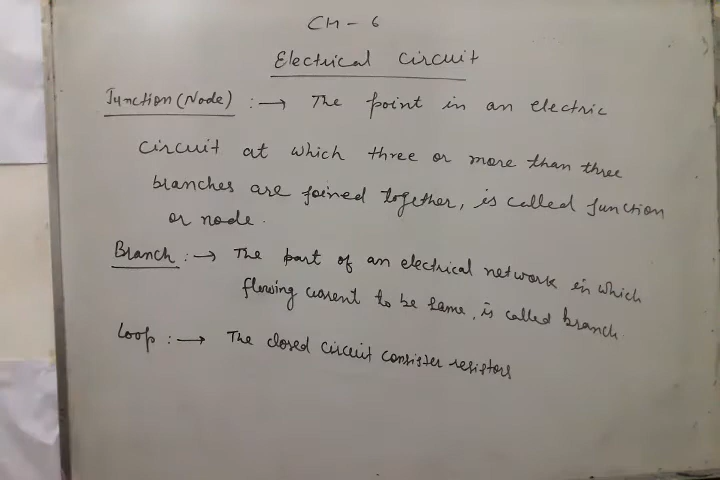 CH - 6
Electrical Circuit
Junction (Node) :→ The point in an electric
circuit at which three or more than three
branches are joined together, is called junction
or node.
Branch :→ The part of an electrical network in which
flowing current to be same, is called branch.
Loop :→ The closed circuit consister resistors